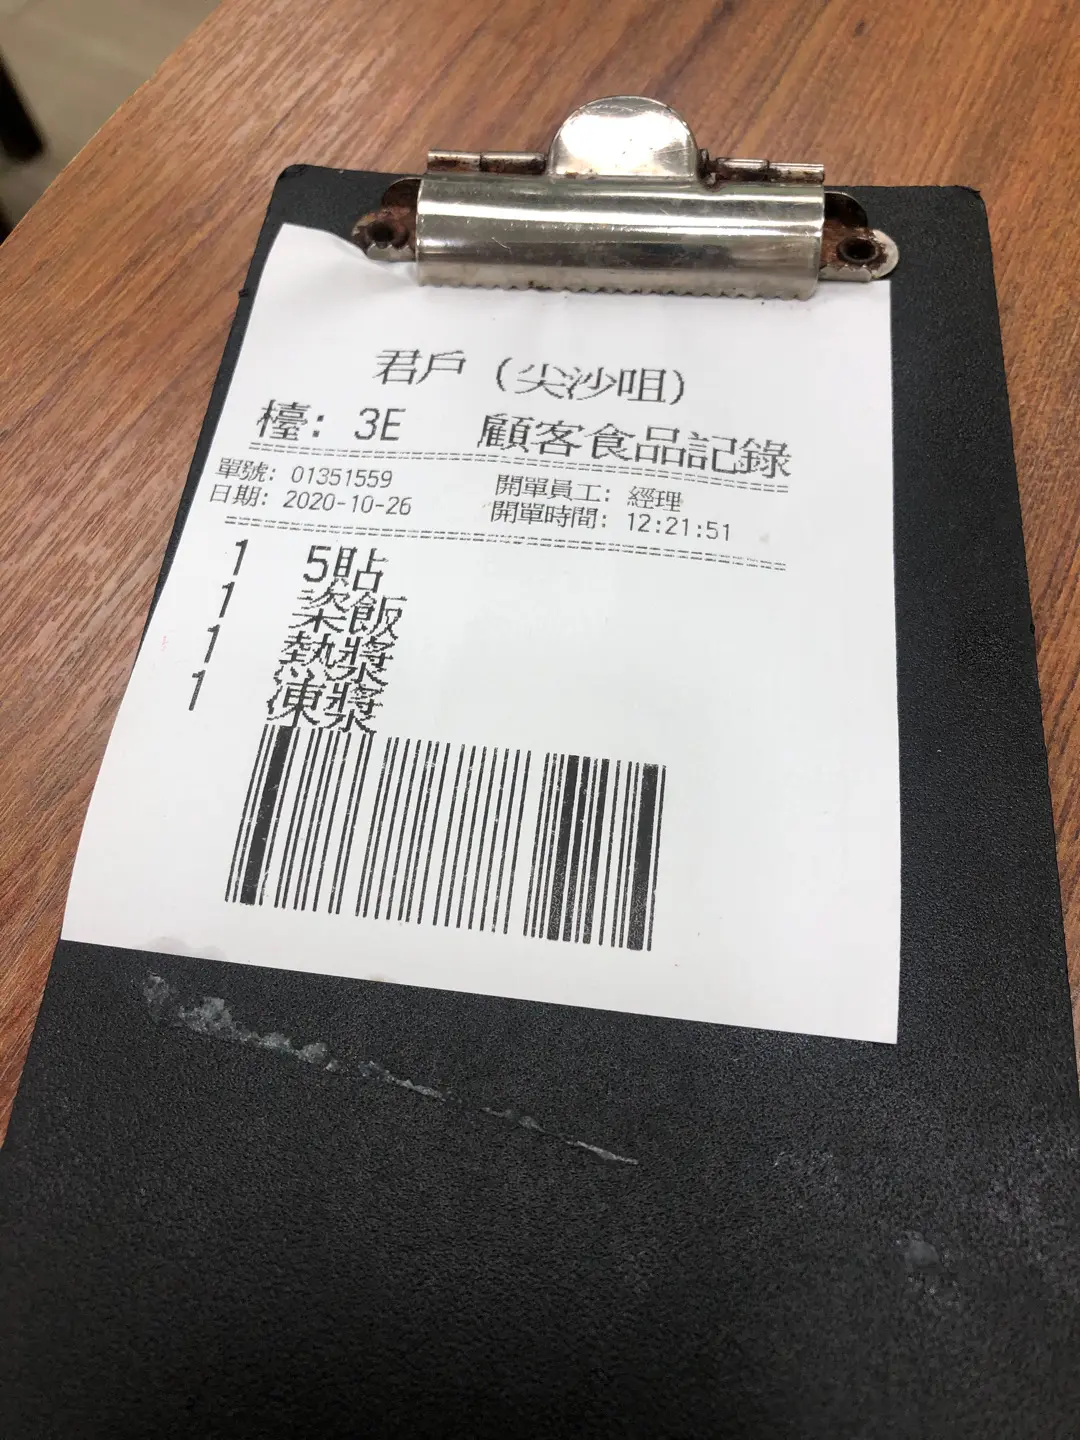 君戶（尖沙咀）
檯: 3E 顧客食品記錄
單號: 01351559 開單員工: 經理
日期: 2020-10-26 開單時間: 12:21:51
1 5貼
1 粢飯
1 熱漿
1 凍漿